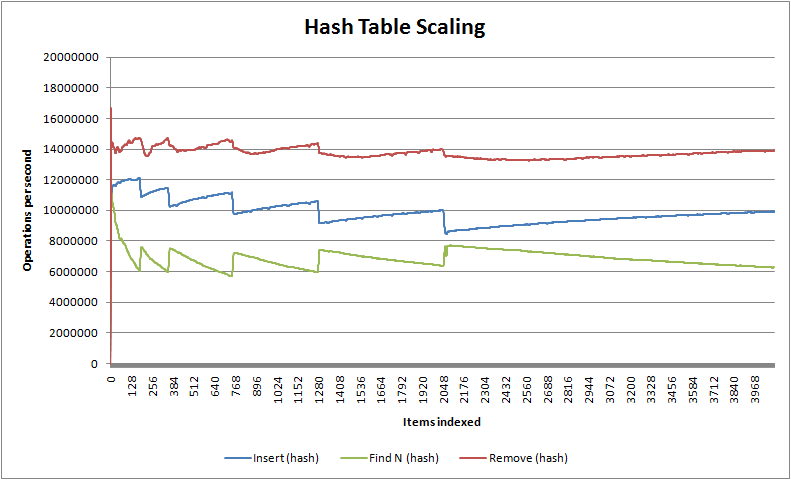 Hash Table Scaling
20000000
18000000
16000000
14000000
12000000
10000000
8000000
6000000
4000000
2000000
0
Operations per second
0 128 256 384 512 640 768 896 1024 1152 1280 1408 1536 1664 1792 1920 2048 2176 2304 2432 2560 2688 2816 2944 3072 3200 3328 3456 3584 3712 3840 3968
Items indexed
Insert (hash) Find N (hash) Remove (hash)